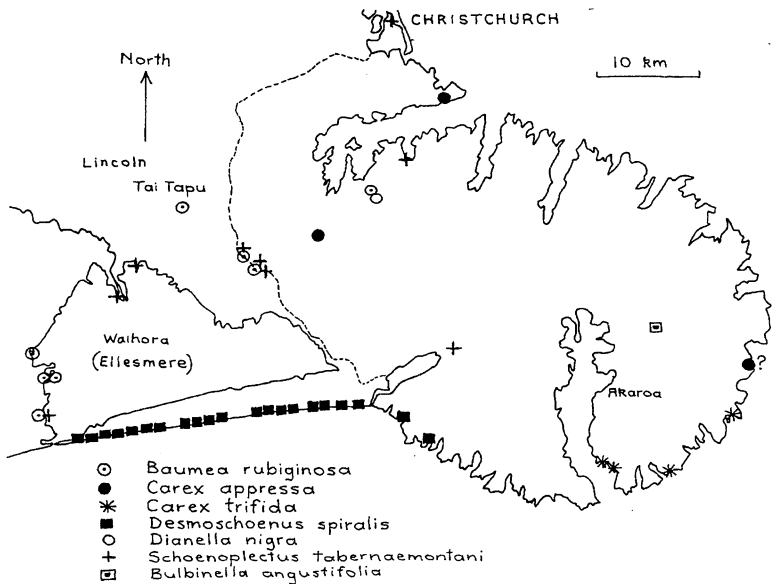 CHRISTCHURCH
North
10 km
Lincoln
Tai Tapu
Waihora
(Ellesmere)
?
Akaroa
Baumea rubiginosa
Carex appressa
Carex trifida
Desmoschoenus spiralis
Dianella nigra
Schoenoplectus tabernaemontani
Bulbinella angustifolia